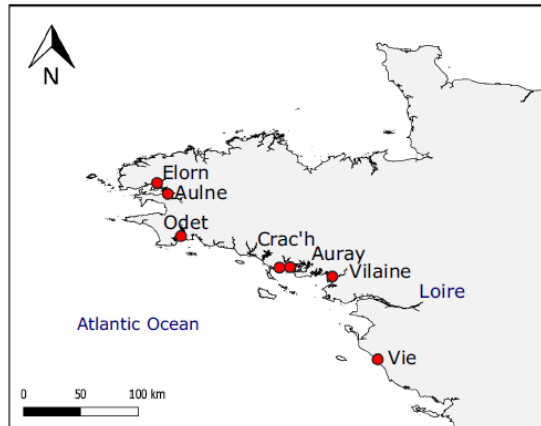 N
Elorn
Aulne
Odet
Crac'h
Auray
Vilaine
Loire
Atlantic Ocean
Vie
0 50 100 km